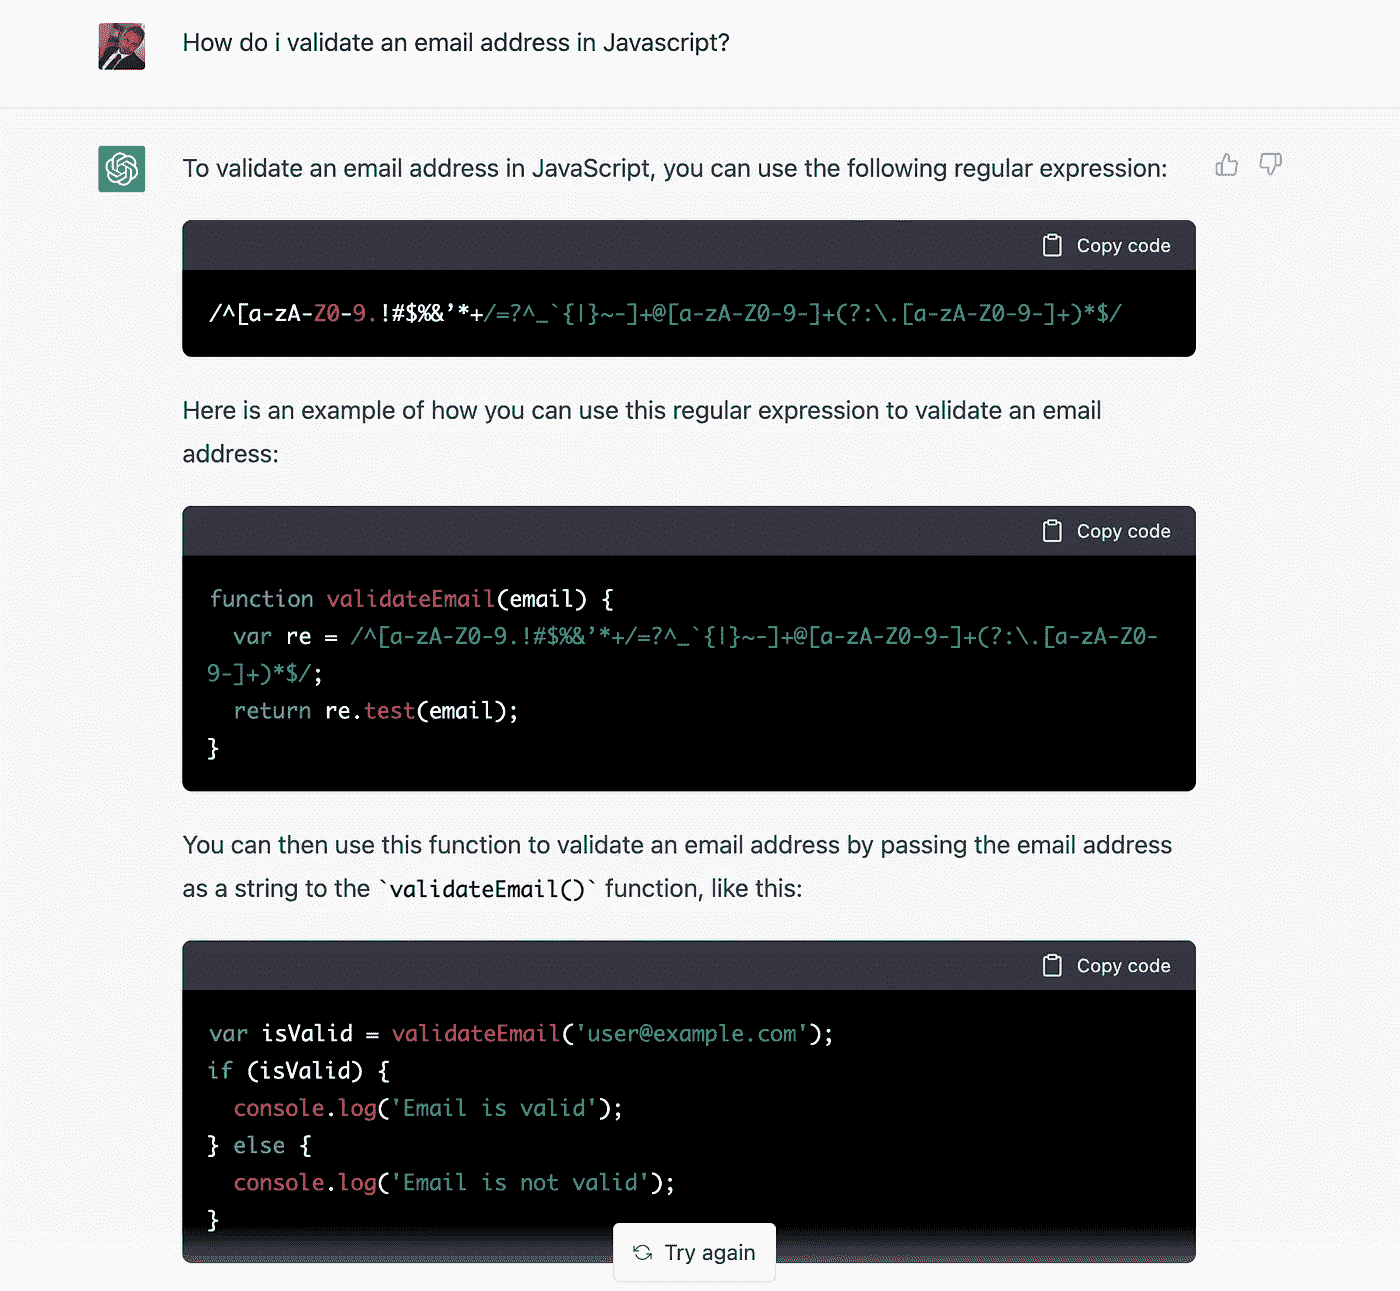 How do i validate an email address in Javascript?
To validate an email address in JavaScript, you can use the following regular expression:
Copy code
/^[a-zA-Z0-9.!#$%&’*+/=?^_`{|}~-]+@[a-zA-Z0-9-]+(?:\.[a-zA-Z0-9-]+)*$/
Here is an example of how you can use this regular expression to validate an email
address:
Copy code
function validateEmail(email) {
  var re = /^[a-zA-Z0-9.!#$%&’*+/=?^_`{|}~-]+@[a-zA-Z0-9-]+(?:\.[a-zA-Z0-
9-]+)*$/;
  return re.test(email);
}
You can then use this function to validate an email address by passing the email address
as a string to the `validateEmail()` function, like this:
Copy code
var isValid = validateEmail('user@example.com');
if (isValid) {
  console.log('Email is valid');
} else {
  console.log('Email is not valid');
}
Try again